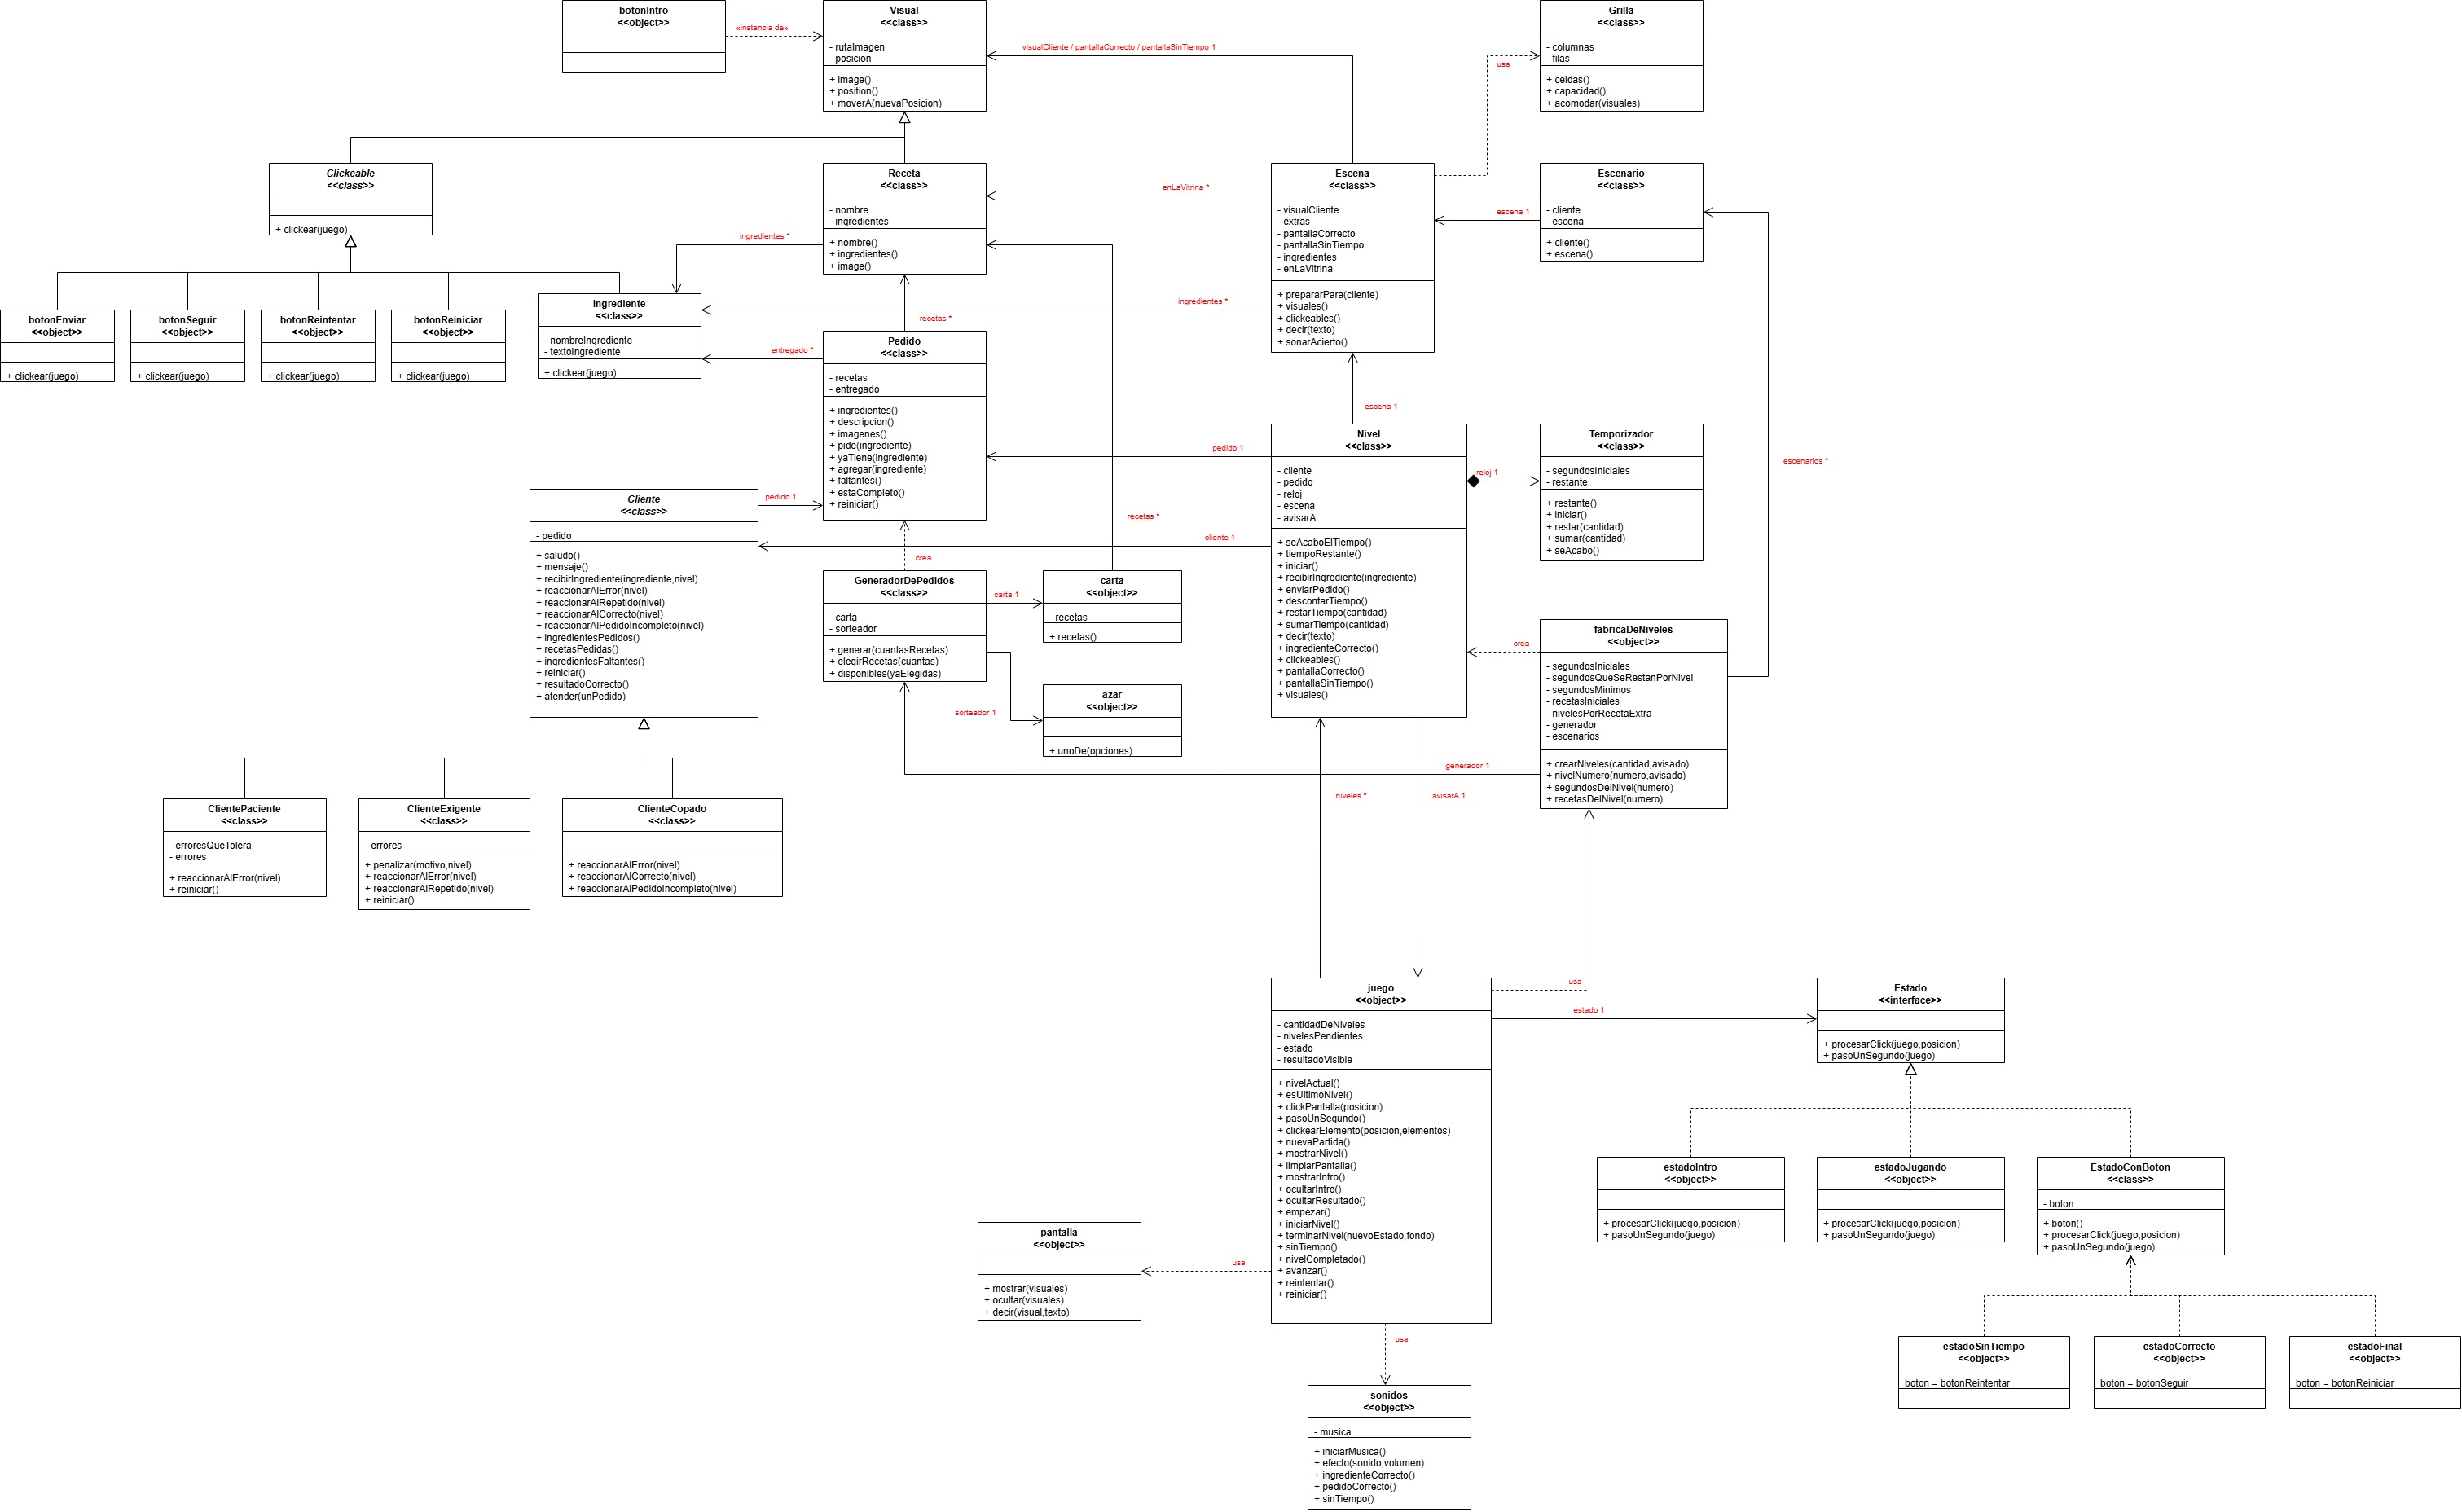 botonIntro
<<object>>
«instancia de»
Visual
<<class>>
- rutaImagen
- posicion
+ image()
+ position()
+ moverA(nuevaPosicion)
visualCliente / pantallaCorrecto / pantallaSinTiempo 1
Grilla
<<class>>
- columnas
- filas
+ celdas()
+ capacidad()
+ acomodar(visuales)
usa
Clickeable
<<class>>
+ clickear(juego)
Receta
<<class>>
- nombre
- ingredientes
+ nombre()
+ ingredientes()
+ image()
enLaVitrina *
ingredientes *
Escena
<<class>>
- visualCliente
- extras
- pantallaCorrecto
- pantallaSinTiempo
- ingredientes
- enLaVitrina
+ prepararPara(cliente)
+ visuales()
+ clickeables()
+ decir(texto)
+ sonarAcierto()
escena 1
Escenario
<<class>>
- cliente
- escena
+ cliente()
+ escena()
botonEnviar
<<object>>
+ clickear(juego)
botonSeguir
<<object>>
+ clickear(juego)
botonReintentar
<<object>>
+ clickear(juego)
botonReiniciar
<<object>>
+ clickear(juego)
Ingrediente
<<class>>
- nombreIngrediente
- textoIngrediente
+ clickear(juego)
ingredientes *
recetas *
entregado *
Pedido
<<class>>
- recetas
- entregado
+ ingredientes()
+ descripcion()
+ imagenes()
+ pide(ingrediente)
+ yaTiene(ingrediente)
+ agregar(ingrediente)
+ faltantes()
+ estaCompleto()
+ reiniciar()
escena 1
pedido 1
Nivel
<<class>>
- cliente
- pedido
- reloj
- escena
- avisarA
+ seAcaboElTiempo()
+ tiempoRestante()
+ iniciar()
+ recibirIngrediente(ingrediente)
+ enviarPedido()
+ descontarTiempo()
+ restarTiempo(cantidad)
+ sumarTiempo(cantidad)
+ decir(texto)
+ ingredienteCorrecto()
+ clickeables()
+ pantallaCorrecto()
+ pantallaSinTiempo()
+ visuales()
reloj 1
Temporizador
<<class>>
- segundosIniciales
- restante
+ restante()
+ iniciar()
+ restar(cantidad)
+ sumar(cantidad)
+ seAcabo()
escenarios *
Cliente
<<class>>
- pedido
+ saludo()
+ mensaje()
+ recibirIngrediente(ingrediente,nivel)
+ reaccionarAlError(nivel)
+ reaccionarAlRepetido(nivel)
+ reaccionarAlCorrecto(nivel)
+ reaccionarAlPedidoIncompleto(nivel)
+ ingredientesPedidos()
+ recetasPedidas()
+ ingredientesFaltantes()
+ reiniciar()
+ resultadoCorrecto()
+ atender(unPedido)
pedido 1
recetas *
cliente 1
crea
GeneradorDePedidos
<<class>>
- carta
- sorteador
+ generar(cuantasRecetas)
+ elegirRecetas(cuantas)
+ disponibles(yaElegidas)
carta 1
carta
<<object>>
- recetas
+ recetas()
sorteador 1
azar
<<object>>
+ unoDe(opciones)
crea
fabricaDeNiveles
<<object>>
- segundosIniciales
- segundosQueSeRestanPorNivel
- segundosMinimos
- recetasIniciales
- nivelesPorRecetaExtra
- generador
- escenarios
+ crearNiveles(cantidad,avisado)
+ nivelNumero(numero,avisado)
+ segundosDelNivel(numero)
+ recetasDelNivel(numero)
generador 1
niveles *
avisarA 1
ClientePaciente
<<class>>
- erroresQueTolera
- errores
+ reaccionarAlError(nivel)
+ reiniciar()
ClienteExigente
<<class>>
- errores
+ penalizar(motivo,nivel)
+ reaccionarAlError(nivel)
+ reaccionarAlRepetido(nivel)
+ reiniciar()
ClienteCopado
<<class>>
+ reaccionarAlError(nivel)
+ reaccionarAlCorrecto(nivel)
+ reaccionarAlPedidoIncompleto(nivel)
juego
<<object>>
- cantidadDeNiveles
- nivelesPendientes
- estado
- resultadoVisible
+ nivelActual()
+ esUltimoNivel()
+ clickPantalla(posicion)
+ pasoUnSegundo()
+ clickearElemento(posicion,elementos)
+ nuevaPartida()
+ mostrarNivel()
+ limpiarPantalla()
+ mostrarIntro()
+ ocultarIntro()
+ ocultarResultado()
+ empezar()
+ iniciarNivel()
+ terminarNivel(nuevoEstado,fondo)
+ sinTiempo()
+ nivelCompletado()
+ avanzar()
+ reintentar()
+ reiniciar()
usa
estado 1
Estado
<<interface>>
+ procesarClick(juego,posicion)
+ pasoUnSegundo(juego)
estadoIntro
<<object>>
+ procesarClick(juego,posicion)
+ pasoUnSegundo(juego)
estadoJugando
<<object>>
+ procesarClick(juego,posicion)
+ pasoUnSegundo(juego)
EstadoConBoton
<<class>>
- boton
+ boton()
+ procesarClick(juego,posicion)
+ pasoUnSegundo(juego)
pantalla
<<object>>
+ mostrar(visuales)
+ ocultar(visuales)
+ decir(visual,texto)
usa
usa
estadoSinTiempo
<<object>>
boton = botonReintentar
estadoCorrecto
<<object>>
boton = botonSeguir
estadoFinal
<<object>>
boton = botonReiniciar
sonidos
<<object>>
- musica
+ iniciarMusica()
+ efecto(sonido,volumen)
+ ingredienteCorrecto()
+ pedidoCorrecto()
+ sinTiempo()